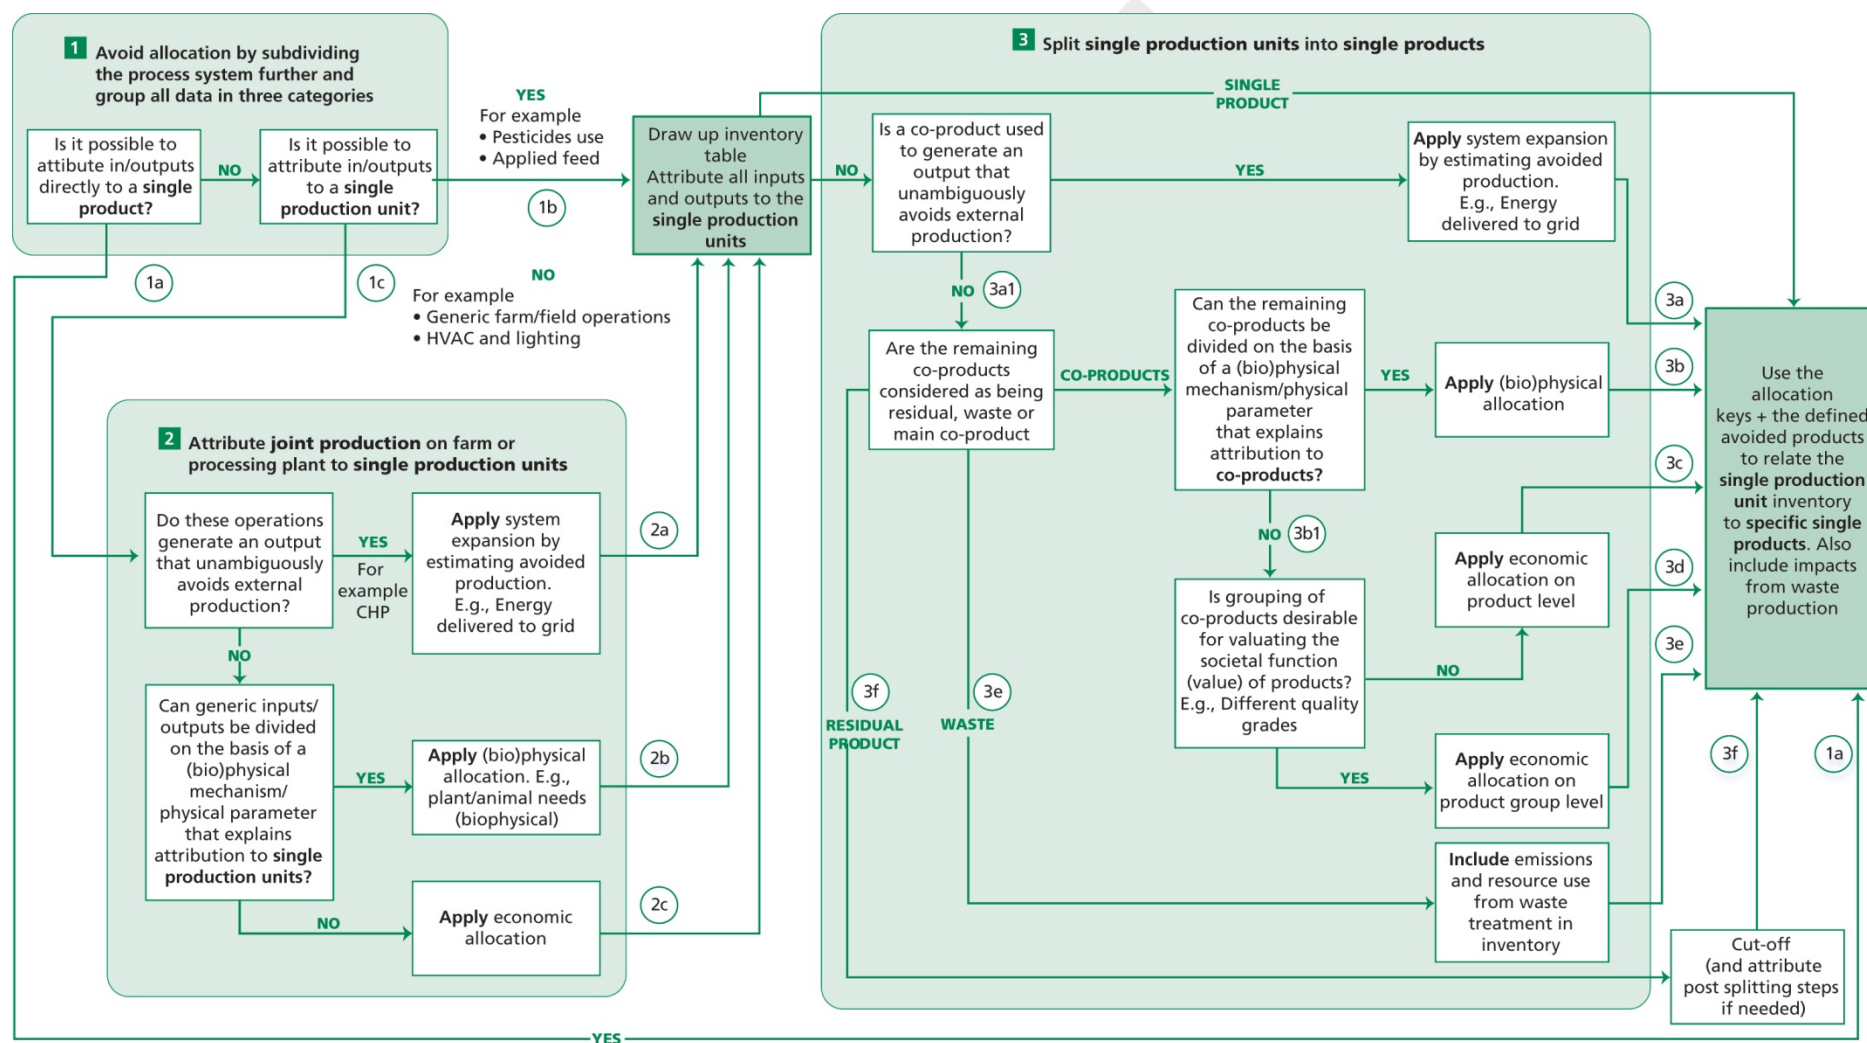 1 Avoid allocation by subdividing
the process system further and
group all data in three categories
Is it possible to
attibute in/outputs
directly to a single
product?
NO
Is it possible to
attribute in/outputs
to a single
production unit?
YES
For example
• Pesticides use
• Applied feed
1b
1a
1c
NO
For example
• Generic farm/field operations
• HVAC and lighting
Draw up inventory
table
Attribute all inputs
and outputs to the
single production
units
2 Attribute joint production on farm or
processing plant to single production units
Do these operations
generate an output
that unambiguously
avoids external
production?
YES
For
example
CHP
Apply system
expansion by
estimating avoided
production.
E.g., Energy
delivered to grid
2a
NO
Can generic inputs/
outputs be divided
on the basis of a
(bio)physical
mechanism/
physical parameter
that explains
attribution to single
production units?
YES
Apply (bio)physical
allocation. E.g.,
plant/animal needs
(biophysical)
2b
NO
Apply economic
allocation
2c
3 Split single production units into single products
SINGLE
PRODUCT
NO
Is a co-product used
to generate an
output that
unambiguously
avoids external
production?
YES
Apply system expansion
by estimating avoided
production.
E.g., Energy
delivered to grid
3a
NO
3a1
Are the remaining
co-products
considered as being
residual, waste or
main co-product
CO-PRODUCTS
Can the remaining
co-products be
divided on the basis
of a (bio)physical
mechanism/physical
parameter
that explains
attribution to
co-products?
YES
Apply (bio)physical
allocation
3b
NO
3b1
Is grouping of
co-products desirable
for valuating the
societal function
(value) of products?
E.g., Different quality
grades
NO
Apply economic
allocation on
product level
3c
YES
Apply economic
allocation on
product group level
3d
3f
RESIDUAL
PRODUCT
3e
WASTE
Include emissions
and resource use
from waste
treatment in
inventory
3e
Cut-off
(and attribute
post splitting steps
if needed)
3f
1a
Use the
allocation
keys + the defined
avoided products
to relate the
single production
unit inventory
to specific single
products. Also
include impacts
from waste
production
YES